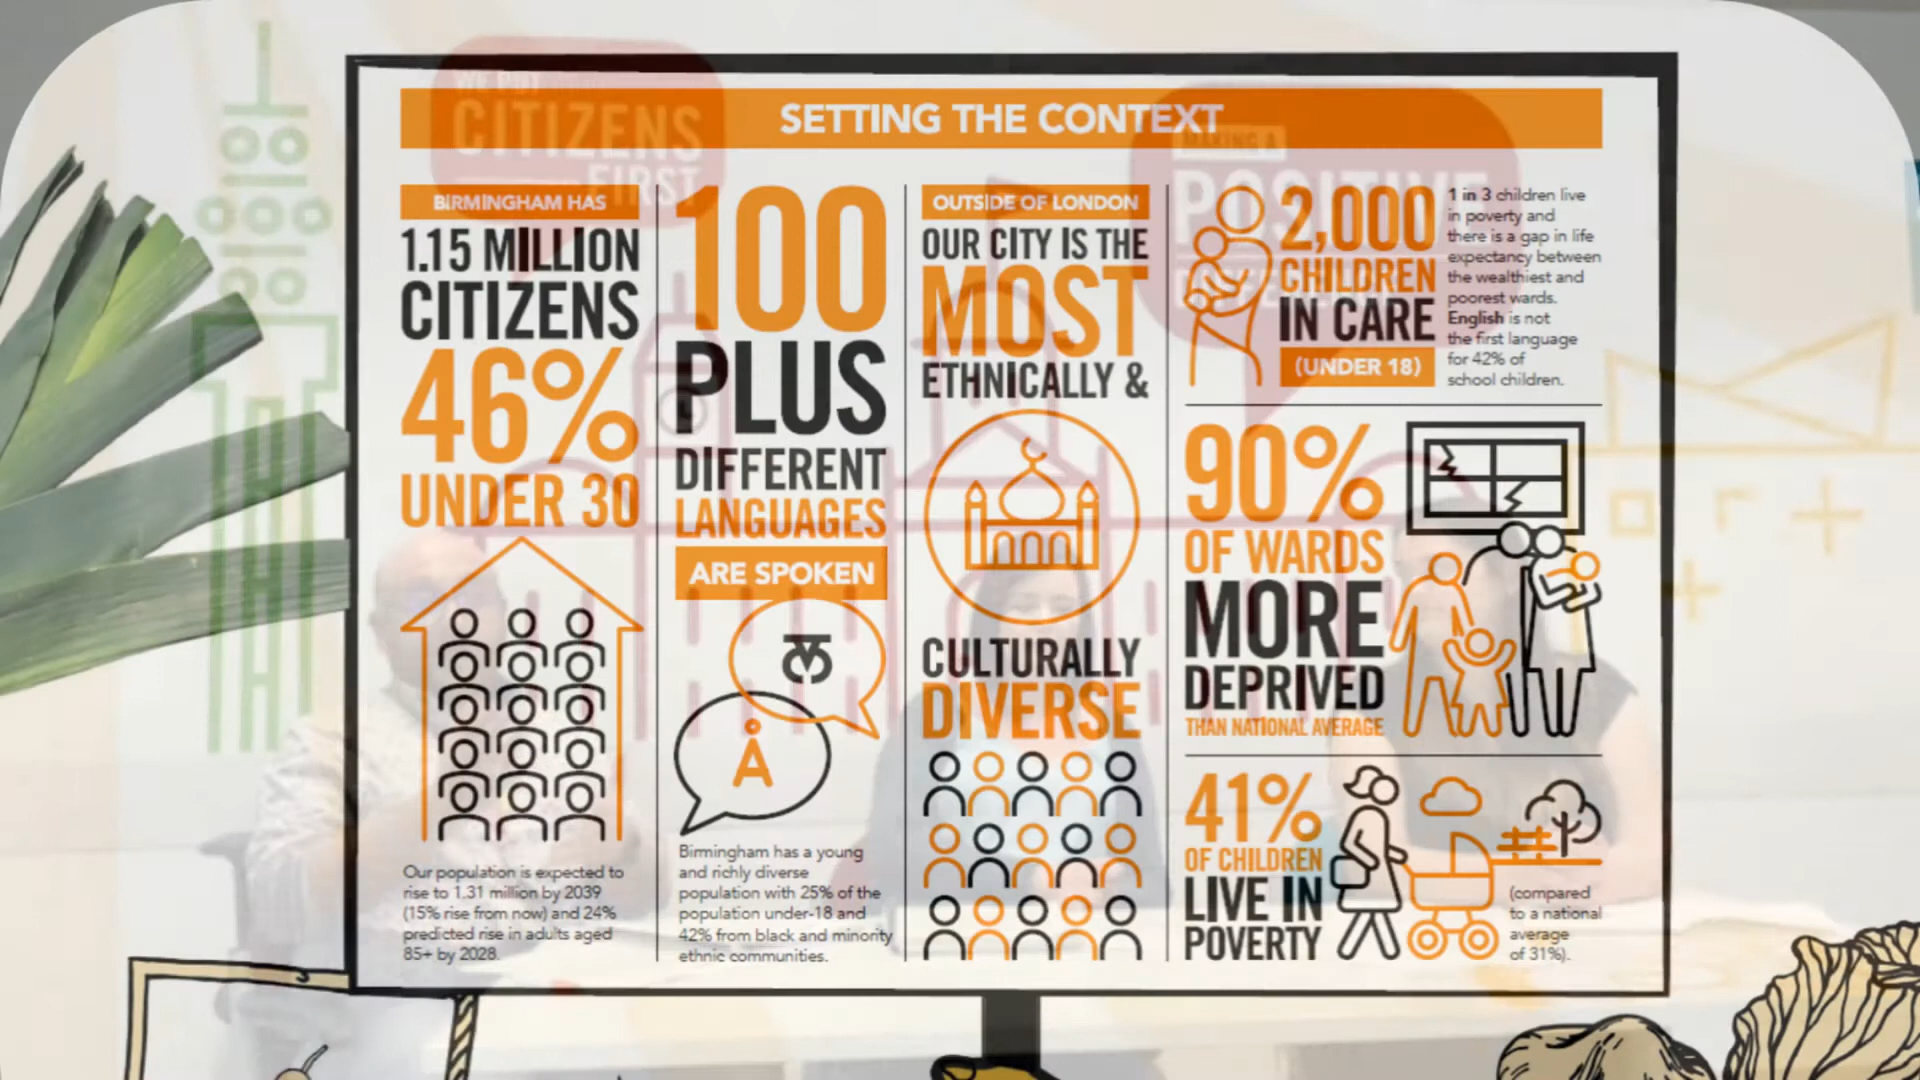 SETTING THE CONTEXT
WE PUT
CITIZENS
FIRST
MAKING A
POSITIVE
BIRMINGHAM HAS
1.15 MILLION
CITIZENS
46%
UNDER 30
Our population is expected to
rise to 1.31 million by 2039
(15% rise from now) and 24%
predicted rise in adults aged
85+ by 2028.
100
PLUS
DIFFERENT
LANGUAGES
ARE SPOKEN
Å
Birmingham has a young
and richly diverse
population with 25% of the
population under-18 and
42% from black and minority
ethnic communities.
OUTSIDE OF LONDON
OUR CITY IS THE
MOST
ETHNICALLY &
CULTURALLY
DIVERSE
2,000
CHILDREN
IN CARE
(UNDER 18)
1 in 3 children live
in poverty and
there is a gap in life
expectancy between
the wealthiest and
poorest wards.
English is not
the first language
for 42% of
school children.
90%
OF WARDS
MORE
DEPRIVED
THAN NATIONAL AVERAGE
41%
OF CHILDREN
LIVE IN
POVERTY
(compared
to a national
average
of 31%).